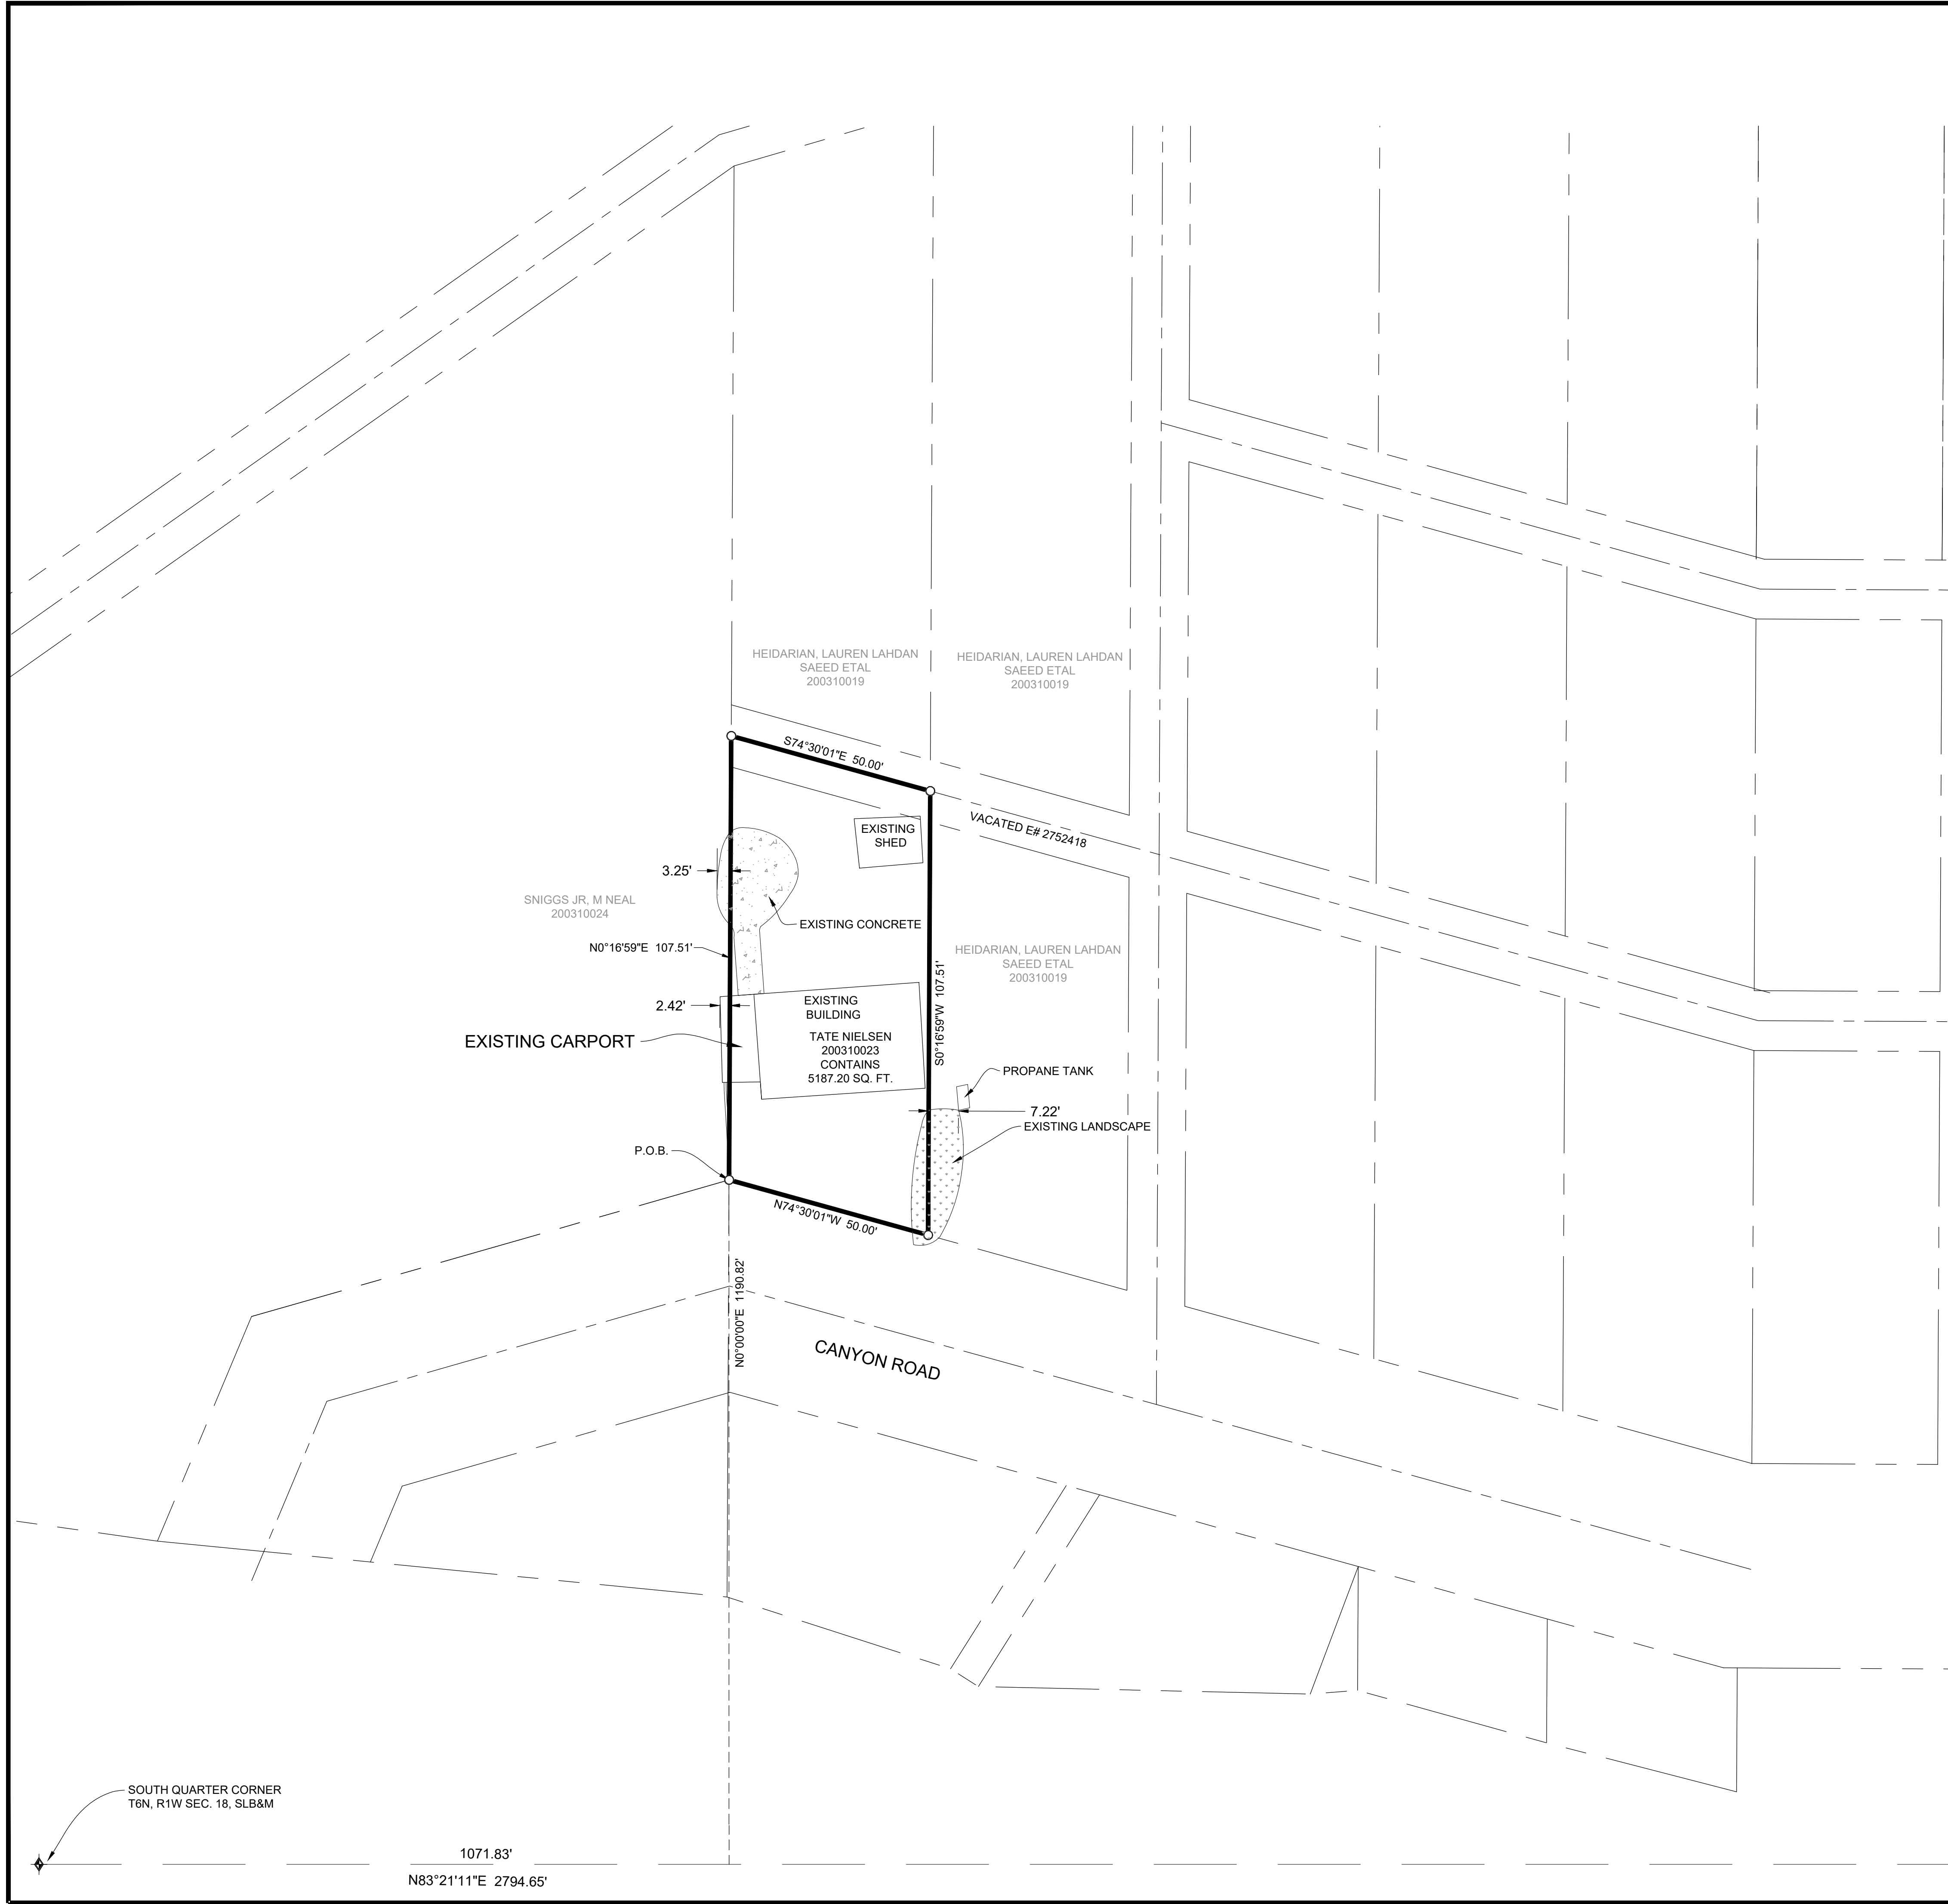 HEIDARIAN, LAUREN LAHDAN
SAEED ETAL
200310019
HEIDARIAN, LAUREN LAHDAN
SAEED ETAL
200310019
S74°30'01"E 50.00'
VACATED E# 2752418
EXISTING
SHED
3.25'
SNIGGS JR, M NEAL
200310024
EXISTING CONCRETE
N0°16'59"E 107.51'
HEIDARIAN, LAUREN LAHDAN
SAEED ETAL
200310019
S0°16'59"W 107.51'
2.42'
EXISTING
BUILDING
EXISTING CARPORT
TATE NIELSEN
200310023
CONTAINS
5187.20 SQ. FT.
PROPANE TANK
7.22'
EXISTING LANDSCAPE
P.O.B.
N74°30'01"W 50.00'
N0°00'00"E 1190.82'
CANYON ROAD
SOUTH QUARTER CORNER
T6N, R1W SEC. 18, SLB&M
1071.83'
N83°21'11"E 2794.65'